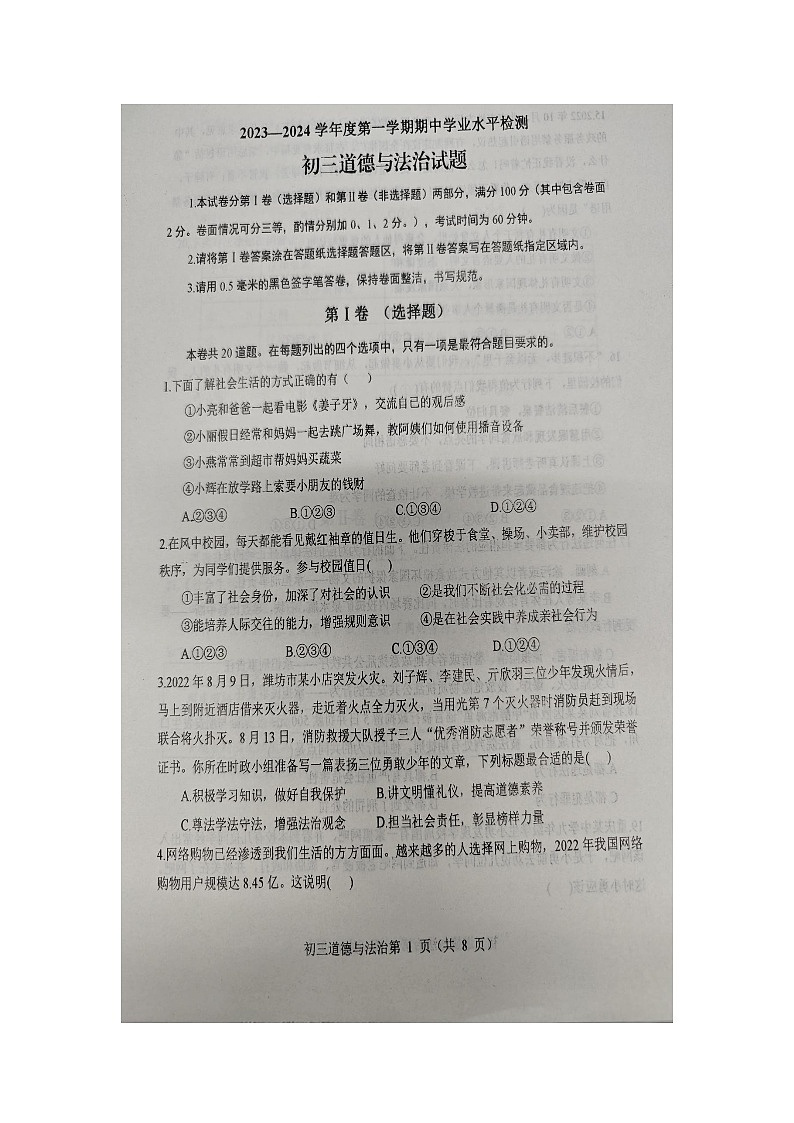 2023—2024 学年度第一学期期中学业水平检测
初三道德与法治试题
1.本试卷分第Ⅰ卷（选择题）和第Ⅱ卷（非选择题）两部分，满分 100 分（其中包含卷面
2 分。卷面情况可分三等，酌情分别加 0、1、2 分。），考试时间为 60 分钟。
2.请将第Ⅰ卷答案涂在答题纸选择题答题区，将第Ⅱ卷答案写在答题纸指定区域内。
3.请用 0.5 毫米的黑色签字笔答卷，保持卷面整洁，书写规范。
第Ⅰ卷 （选择题）
本卷共 20 道题。在每题列出的四个选项中，只有一项是最符合题目要求的。
1.下面了解社会生活的方式正确的有（ ）
①小亮和爸爸一起看电影《姜子牙》，交流自己的观后感
②小丽假日经常和妈妈一起去跳广场舞，教阿姨们如何使用播音设备
③小燕常常到超市帮妈妈买蔬菜
④小辉在放学路上索要小朋友的钱财
A.②③④ B.①②③ C.①③④ D.①②④
2.在风中校园，每天都能看见戴红袖章的值日生。他们穿梭于食堂、操场、小卖部，维护校园
秩序，为同学们提供服务。参与校园值日( )
①丰富了社会身份，加深了对社会的认识 ②是我们不断社会化必需的过程
③能培养人际交往的能力，增强规则意识 ④是在社会实践中养成亲社会行为
A.①②③ B.②③④ C.①③④ D.①②④
3.2022 年 8 月 9 日，潍坊市某小店突发火灾。刘子辉、李建民、亓欣羽三位少年发现火情后，
马上到附近酒店借来灭火器，走近着火点全力灭火，当用光第 7 个灭火器时消防员赶到现场
联合将火扑灭。8 月 13 日，消防救援大队授予三人“优秀消防志愿者”荣誉称号并颁发荣誉
证书。你所在时政小组准备写一篇表扬三位勇敢少年的文章，下列标题最合适的是( )
A.积极学习知识，做好自我保护 B.讲文明懂礼仪，提高道德素养
C.尊法学法守法，增强法治观念 D.担当社会责任，彰显榜样力量
4.网络购物已经渗透到我们生活的方方面面。越来越多的人选择网上购物，2022 年我国网络
购物用户规模达 8.45 亿。这说明( )
初三道德与法治第 1 页（共 8 页）